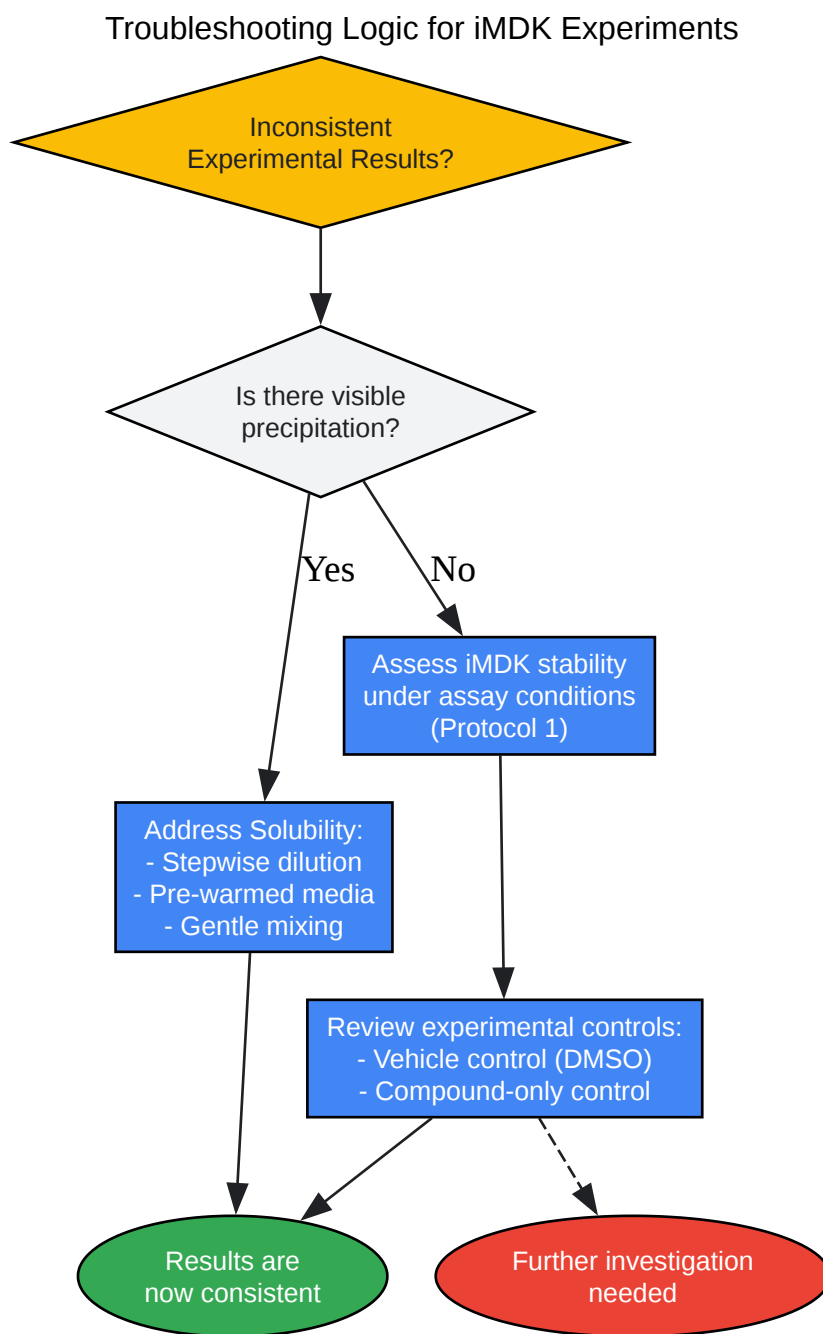 Troubleshooting Logic for iMDK Experiments
Inconsistent
Experimental Results?
Is there visible
precipitation?
Yes
No
Assess iMDK stability
under assay conditions
(Protocol 1)
Address Solubility:
- Stepwise dilution
- Pre-warmed media
- Gentle mixing
Review experimental controls:
- Vehicle control (DMSO)
- Compound-only control
Results are
now consistent
Further investigation
needed